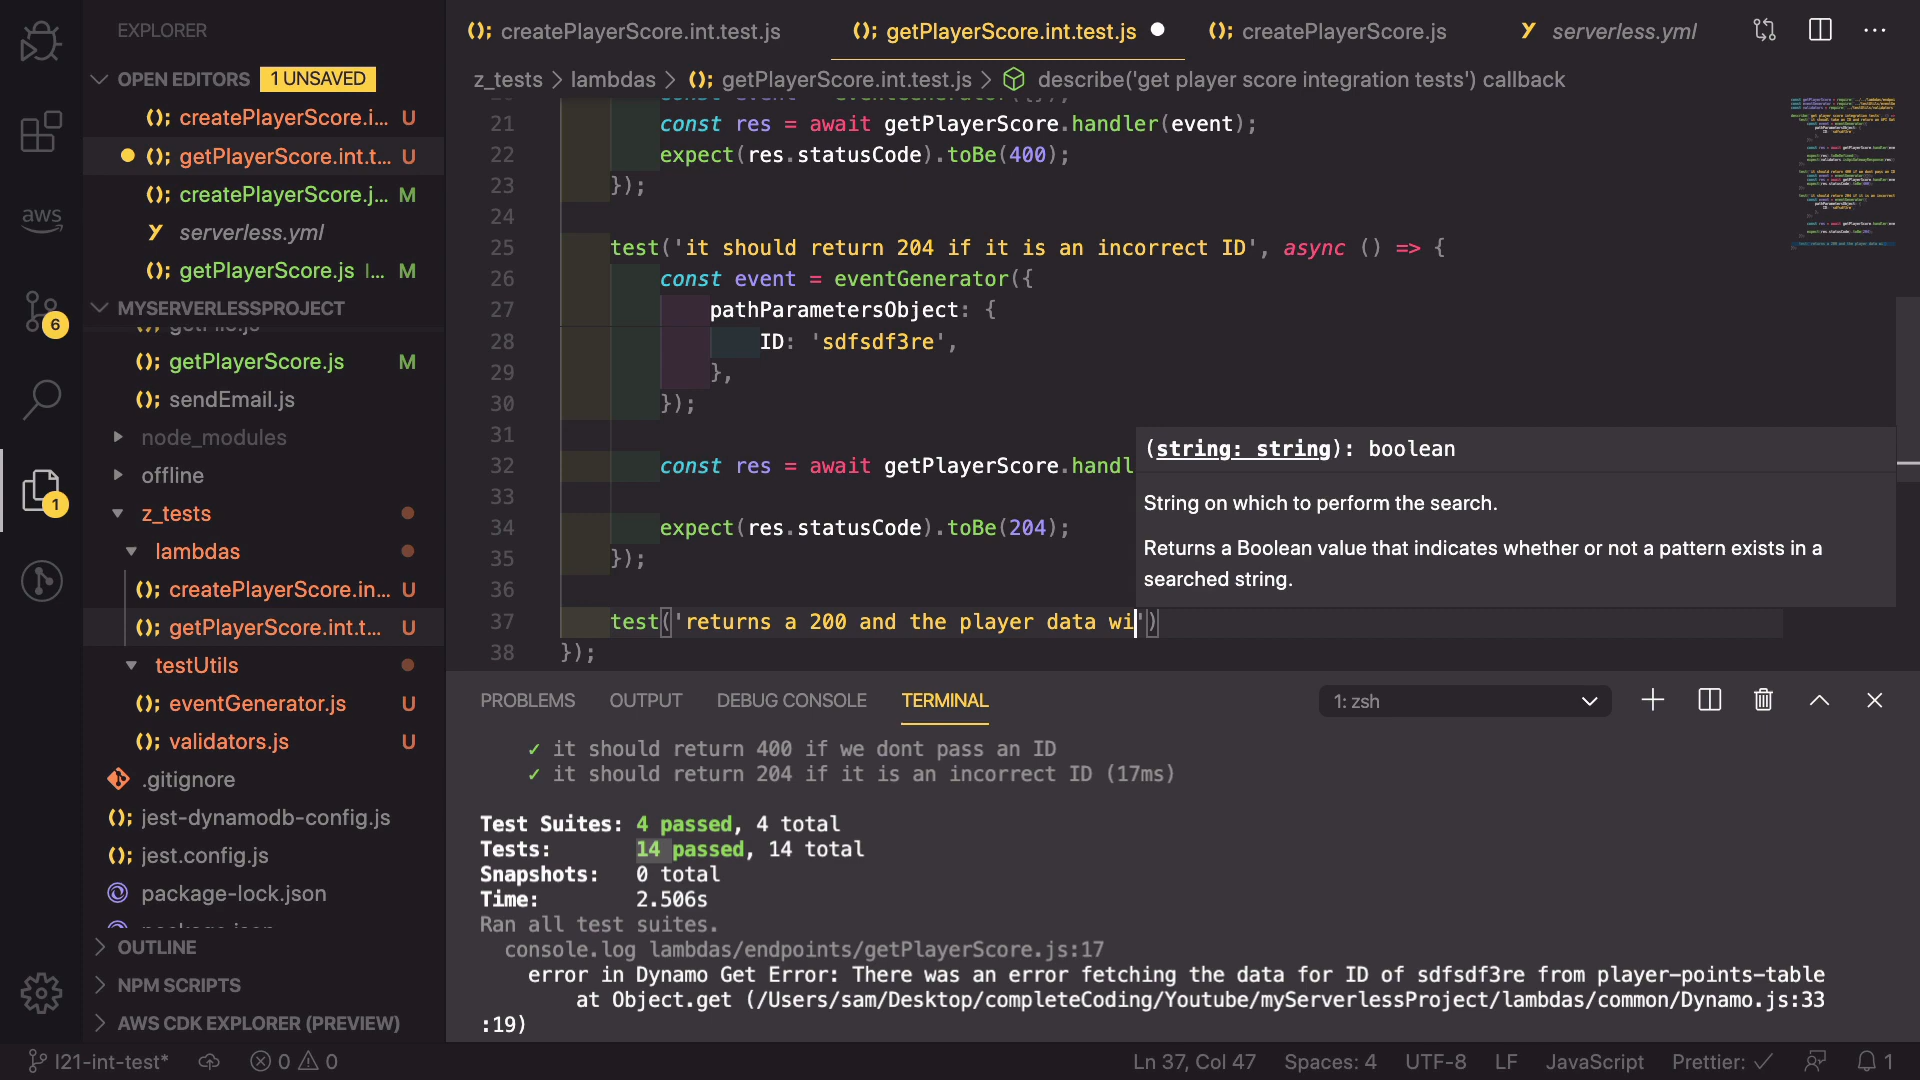 EXPLORER
OPEN EDITORS 1 UNSAVED
createPlayerScore.i... U
getPlayerScore.int.t... U
createPlayerScore.j... M
serverless.yml
getPlayerScore.js l... M
MYSERVERLESSPROJECT
getPlayerScore.js M
sendEmail.js
node_modules
offline
z_tests
lambdas
createPlayerScore.in... U
getPlayerScore.int.t... U
testUtils
eventGenerator.js U
validators.js U
.gitignore
jest-dynamodb-config.js
jest.config.js
package-lock.json
OUTLINE
NPM SCRIPTS
AWS CDK EXPLORER (PREVIEW)
aws
6
1
createPlayerScore.int.test.js
getPlayerScore.int.test.js
createPlayerScore.js
serverless.yml
z_tests > lambdas > getPlayerScore.int.test.js > describe('get player score integration tests') callback
21 const res = await getPlayerScore.handler(event);
22 expect(res.statusCode).toBe(400);
23 });
24
25 test('it should return 204 if it is an incorrect ID', async () => {
26 const event = eventGenerator({
27 pathParametersObject: {
28 ID: 'sdfsdf3re',
29 },
30 });
31
32 const res = await getPlayerScore.handl
33
34 expect(res.statusCode).toBe(204);
35 });
36
37 test('returns a 200 and the player data wi')
38 });
(string: string): boolean
String on which to perform the search.
Returns a Boolean value that indicates whether or not a pattern exists in a
searched string.
PROBLEMS OUTPUT DEBUG CONSOLE TERMINAL 1: zsh
✓ it should return 400 if we dont pass an ID
✓ it should return 204 if it is an incorrect ID (17ms)
Test Suites: 4 passed, 4 total
Tests: 14 passed, 14 total
Snapshots: 0 total
Time: 2.506s
Ran all test suites.
console.log lambdas/endpoints/getPlayerScore.js:17
error in Dynamo Get Error: There was an error fetching the data for ID of sdfsdf3re from player-points-table
at Object.get (/Users/sam/Desktop/completeCoding/Youtube/myServerlessProject/lambdas/common/Dynamo.js:33
:19)
l21-int-test* 0 0 Ln 37, Col 47 Spaces: 4 UTF-8 LF JavaScript Prettier: ✓ 1